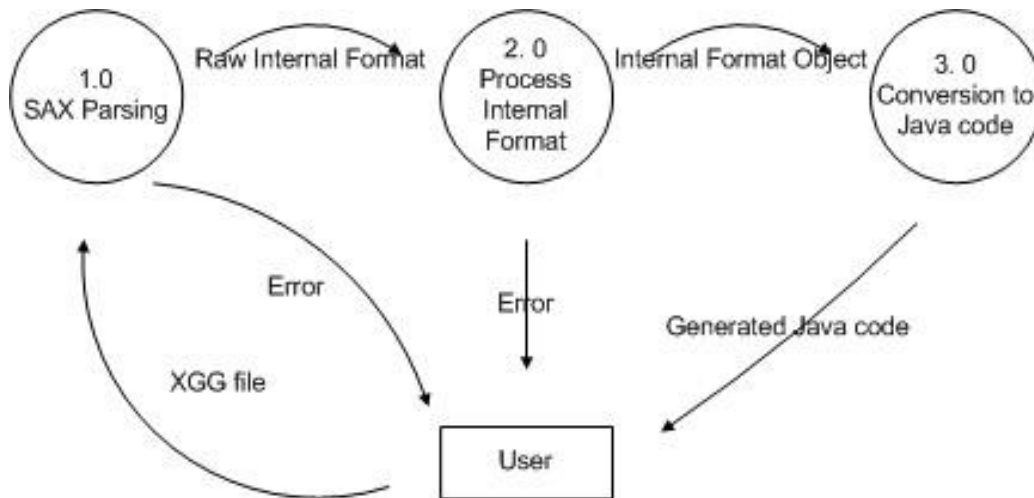 1.0
SAX Parsing
Raw Internal Format
2. 0
Process
Internal
Format
Internal Format Object
3. 0
Conversion to
Java code
Error
Error
Generated Java code
XGG file
User